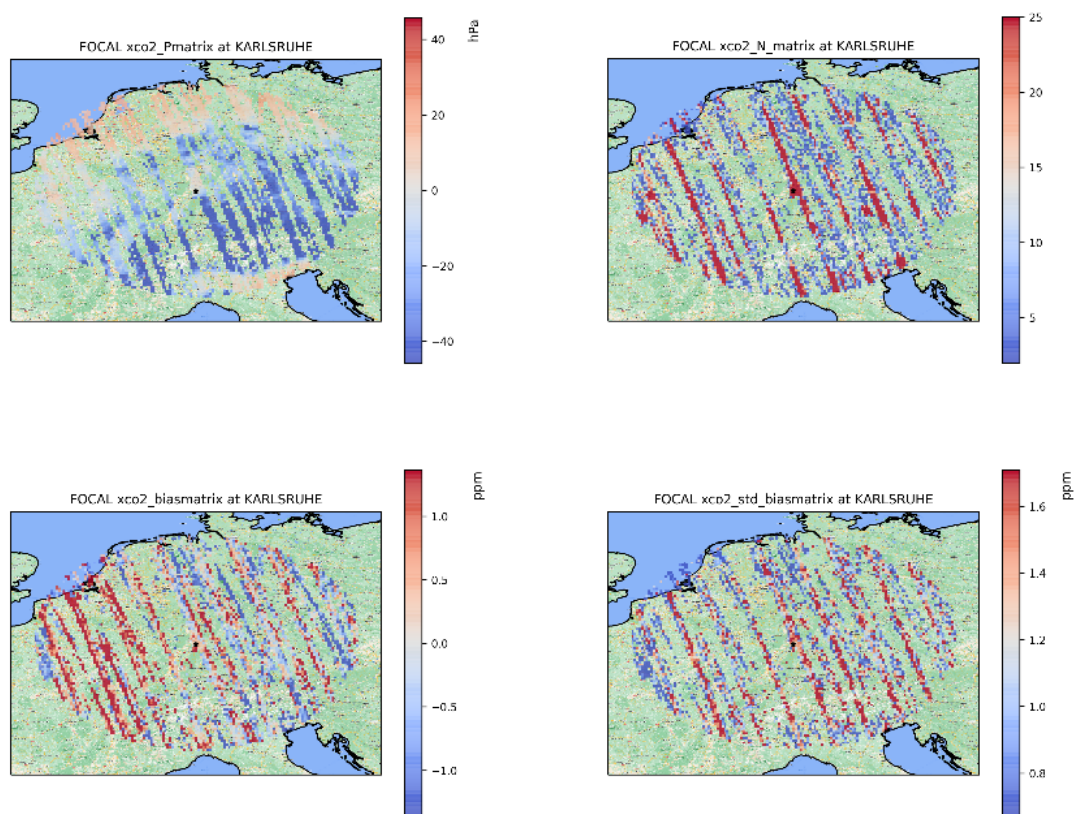 FOCAL xco2_Pmatrix at KARLSRUHE
hPa
40
20
0
−20
−40
FOCAL xco2_N_matrix at KARLSRUHE
25
20
15
10
5
FOCAL xco2_biasmatrix at KARLSRUHE
ppm
1.0
0.5
0.0
−0.5
−1.0
FOCAL xco2_std_biasmatrix at KARLSRUHE
ppm
1.6
1.4
1.2
1.0
0.8